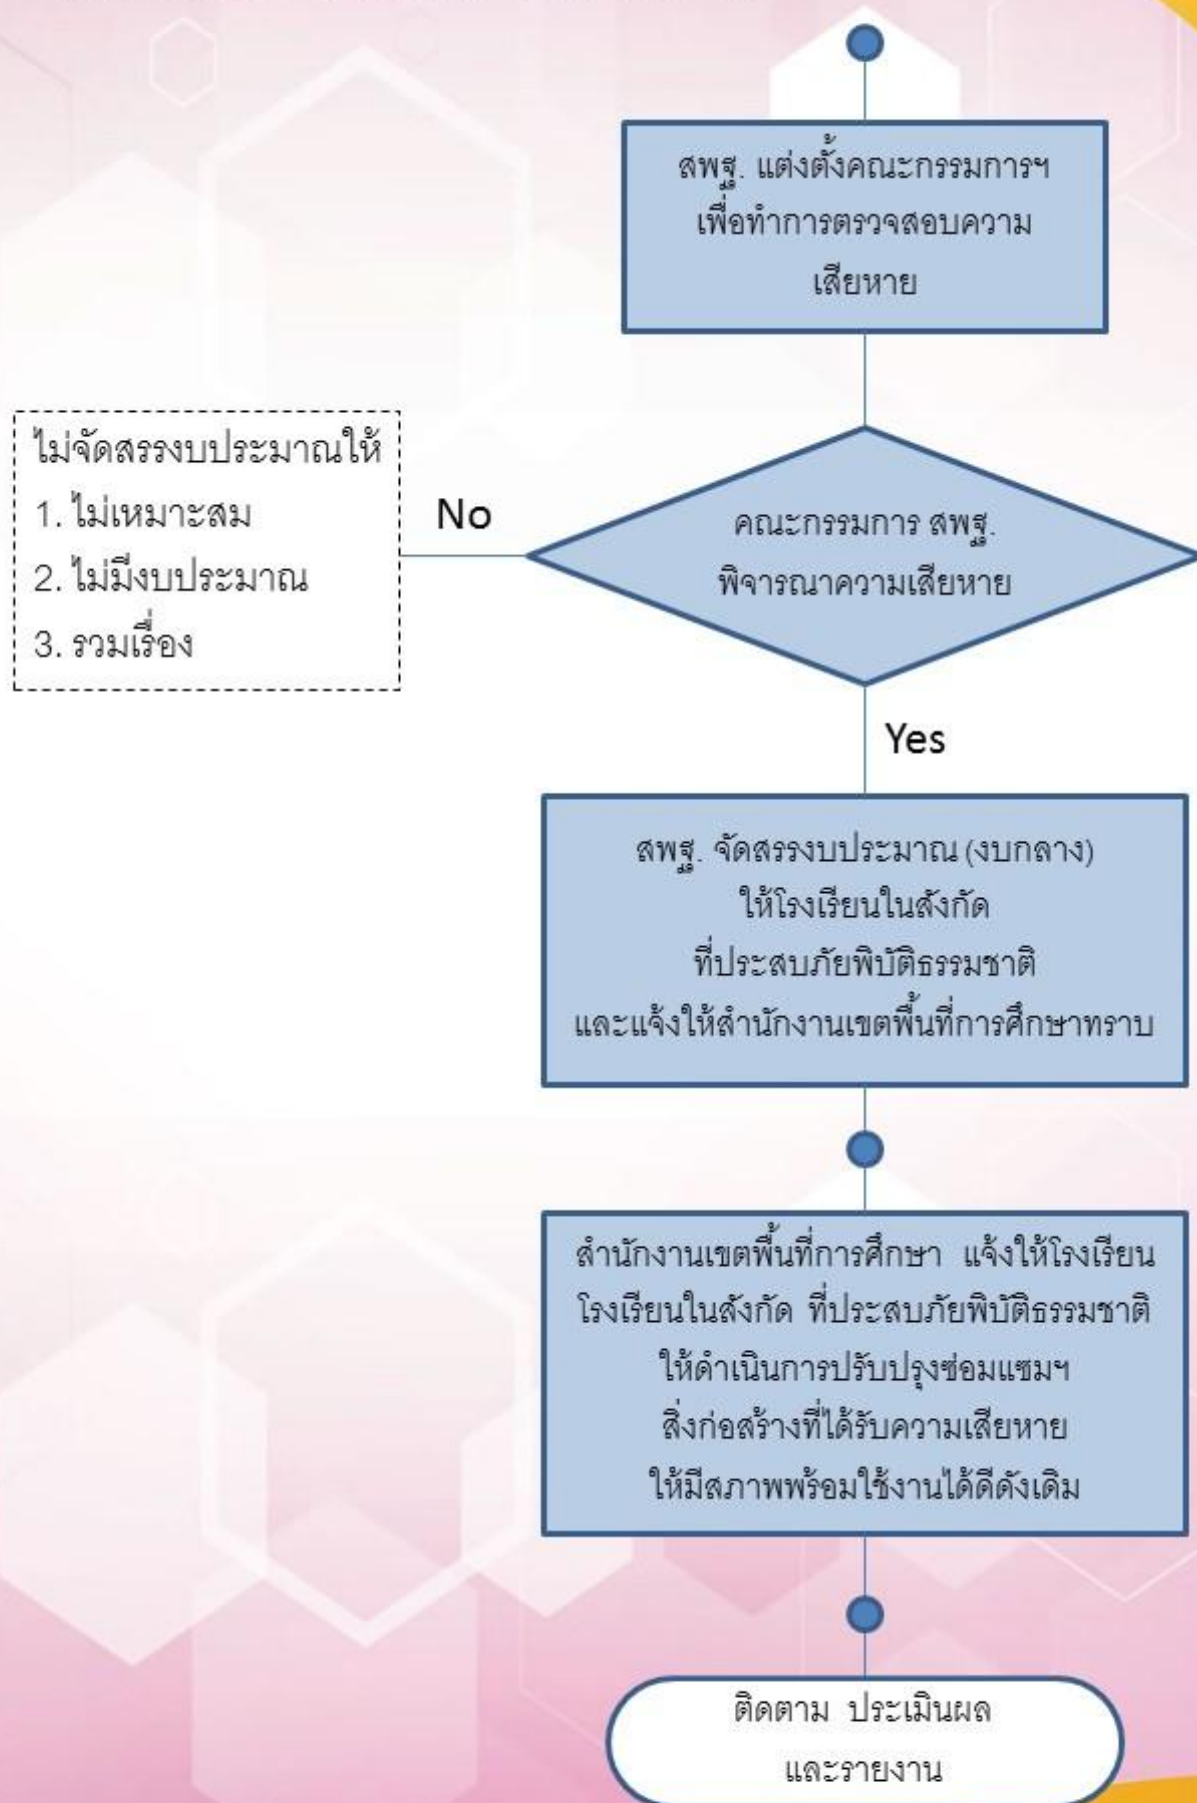 สพฐ. แต่งตั้งคณะกรรมการฯ
เพื่อทำการตรวจสอบความ
เสียหาย
ไม่จัดสรรงบประมาณให้
1. ไม่เหมาะสม
2. ไม่มีงบประมาณ
3. รวมเรื่อง
No
คณะกรรมการ สพฐ.
พิจารณาความเสียหาย
Yes
สพฐ. จัดสรรงบประมาณ (งบกลาง)
ให้โรงเรียนในสังกัด
ที่ประสบภัยพิบัติธรรมชาติ
และแจ้งให้สำนักงานเขตพื้นที่การศึกษาทราบ
สำนักงานเขตพื้นที่การศึกษา แจ้งให้โรงเรียน
โรงเรียนในสังกัด ที่ประสบภัยพิบัติธรรมชาติ
ให้ดำเนินการปรับปรุงซ่อมแซมฯ
สิ่งก่อสร้างที่ได้รับความเสียหาย
ให้มีสภาพพร้อมใช้งานได้ดีดังเดิม
ติดตาม ประเมินผล
และรายงาน